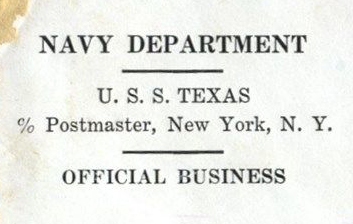 NAVY DEPARTMENT
U. S. S. TEXAS
℅ Postmaster, New York, N. Y.
OFFICIAL BUSINESS